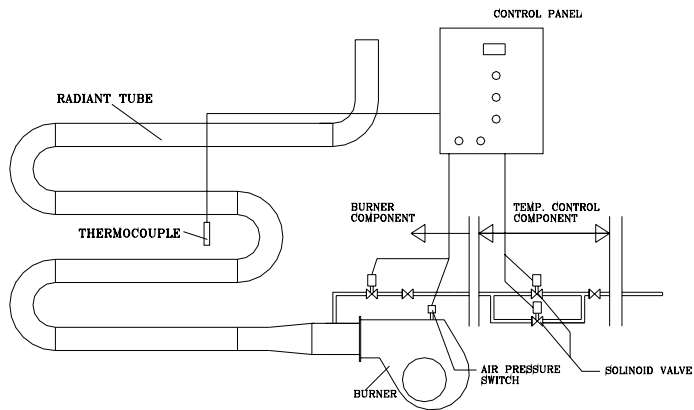 CONTROL PANEL
RADIANT TUBE
BURNER
COMPONENT
TEMP. CONTROL
COMPONENT
THERMOCOUPLE
AIR PRESSURE
SWITCH
SOLINOID VALVE
BURNER